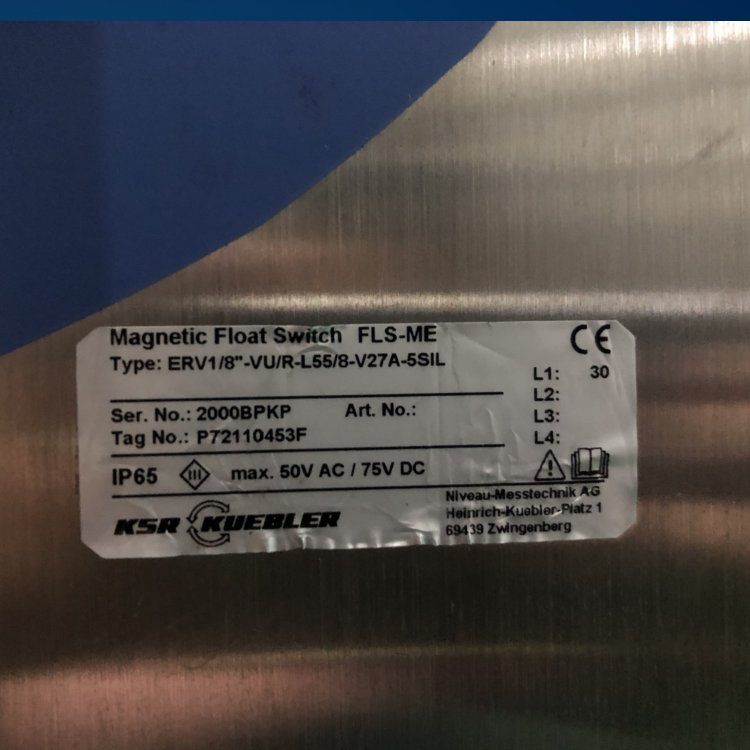 Magnetic Float Switch FLS-ME
Type: ERV1/8"-VU/R-L55/8-V27A-5SIL
CE
L1: 30
L2:
L3:
L4:
Ser. No.: 2000BPKP Art. No.:
Tag No.: P72110453F
IP65 III max. 50V AC / 75V DC
KSR KUEBLER
Niveau-Messtechnik AG
Heinrich-Kuebler-Platz 1
69439 Zwingenberg